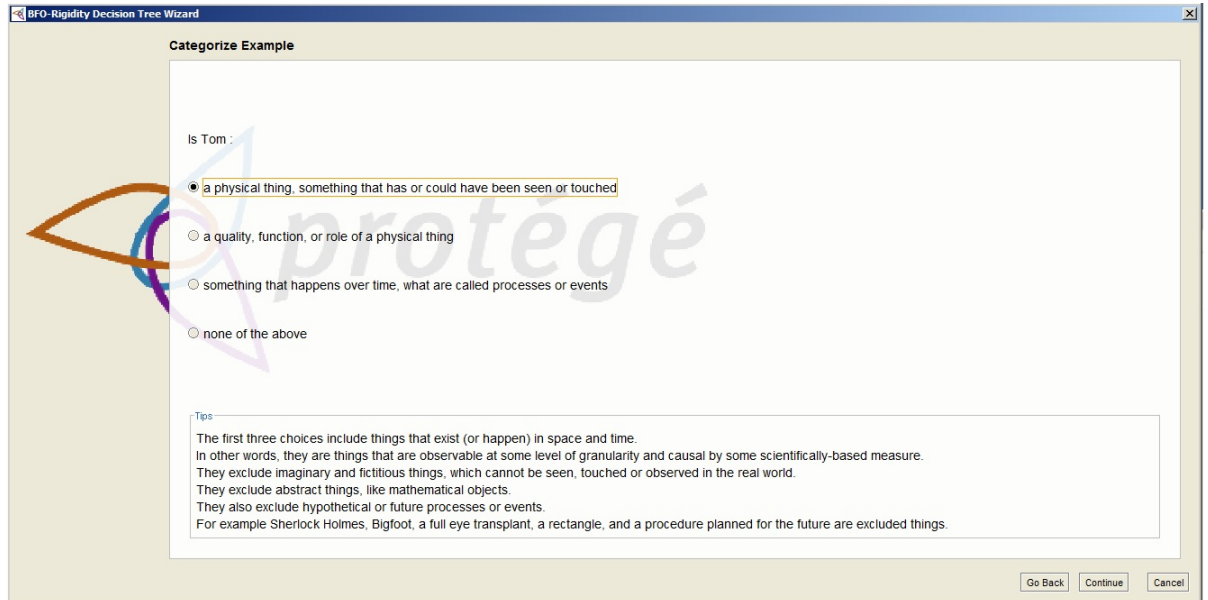 BFO-Rigidity Decision Tree Wizard
Categorize Example
Is Tom :
a physical thing, something that has or could have been seen or touched
a quality, function, or role of a physical thing
something that happens over time, what are called processes or events
none of the above
protégé
Tips
The first three choices include things that exist (or happen) in space and time.
In other words, they are things that are observable at some level of granularity and causal by some scientifically-based measure.
They exclude imaginary and fictitious things, which cannot be seen, touched or observed in the real world.
They exclude abstract things, like mathematical objects.
They also exclude hypothetical or future processes or events.
For example Sherlock Holmes, Bigfoot, a full eye transplant, a rectangle, and a procedure planned for the future are excluded things.
Go Back Continue Cancel